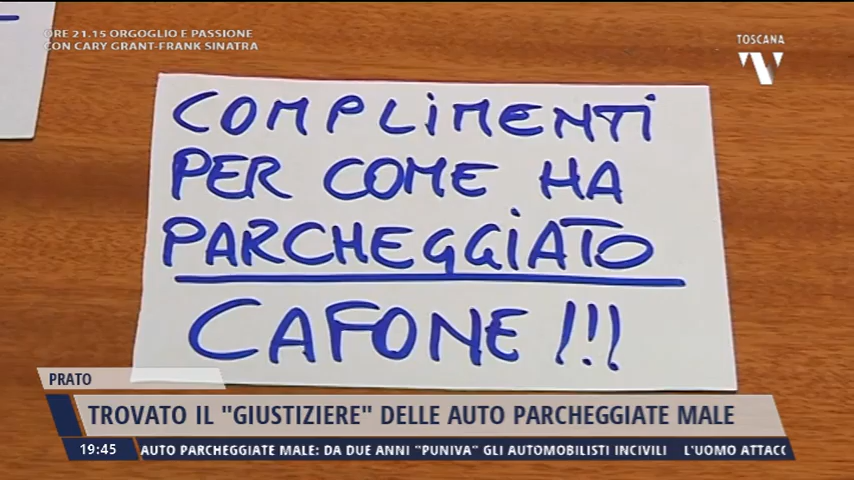 ORE 21.15 ORGOGLIO E PASSIONE
CON CARY GRANT-FRANK SINATRA
TOSCANA
TV
COMPLIMENTI
PER COME HA
PARCHEGGIATO
CAFONE !!!
PRATO
TROVATO IL "GIUSTIZIERE" DELLE AUTO PARCHEGGIATE MALE
19:45 AUTO PARCHEGGIATE MALE: DA DUE ANNI "PUNIVA" GLI AUTOMOBILISTI INCIVILI L'UOMO ATTACC